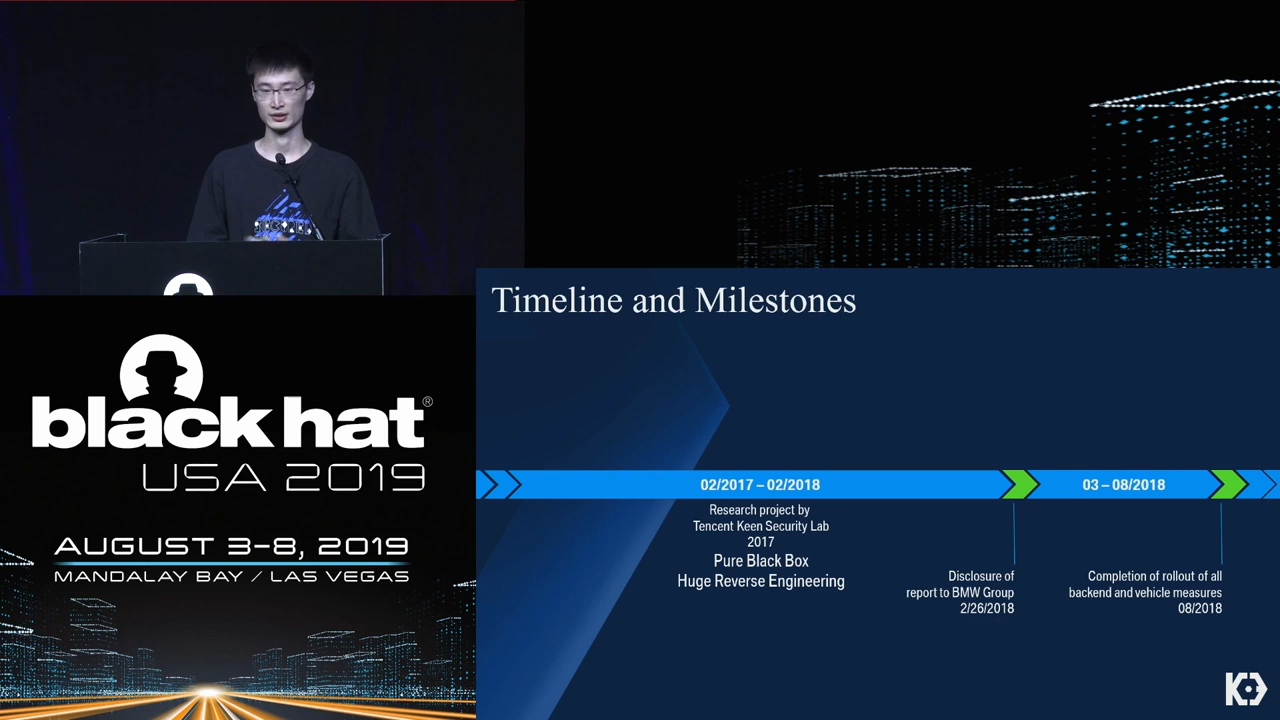 Timeline and Milestones
02/2017 – 02/2018
03 – 08/2018
Research project by
Tencent Keen Security Lab
2017
Pure Black Box
Huge Reverse Engineering
Disclosure of
report to BMW Group
2/26/2018
Completion of rollout of all
backend and vehicle measures
08/2018
black hat®
USA 2019
AUGUST 3–8, 2019
MANDALAY BAY / LAS VEGAS